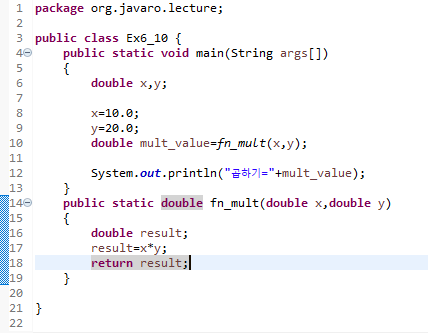 1 package org.javaro.lecture;
2
3 public class Ex6_10 {
4 public static void main(String args[])
5 {
6 double x,y;
7
8 x=10.0;
9 y=20.0;
10 double mult_value=fn_mult(x,y);
11
12 System.out.println("곱하기="+mult_value);
13 }
14 public static double fn_mult(double x,double y)
15 {
16 double result;
17 result=x*y;
18 return result;
19 }
20
21 }
22